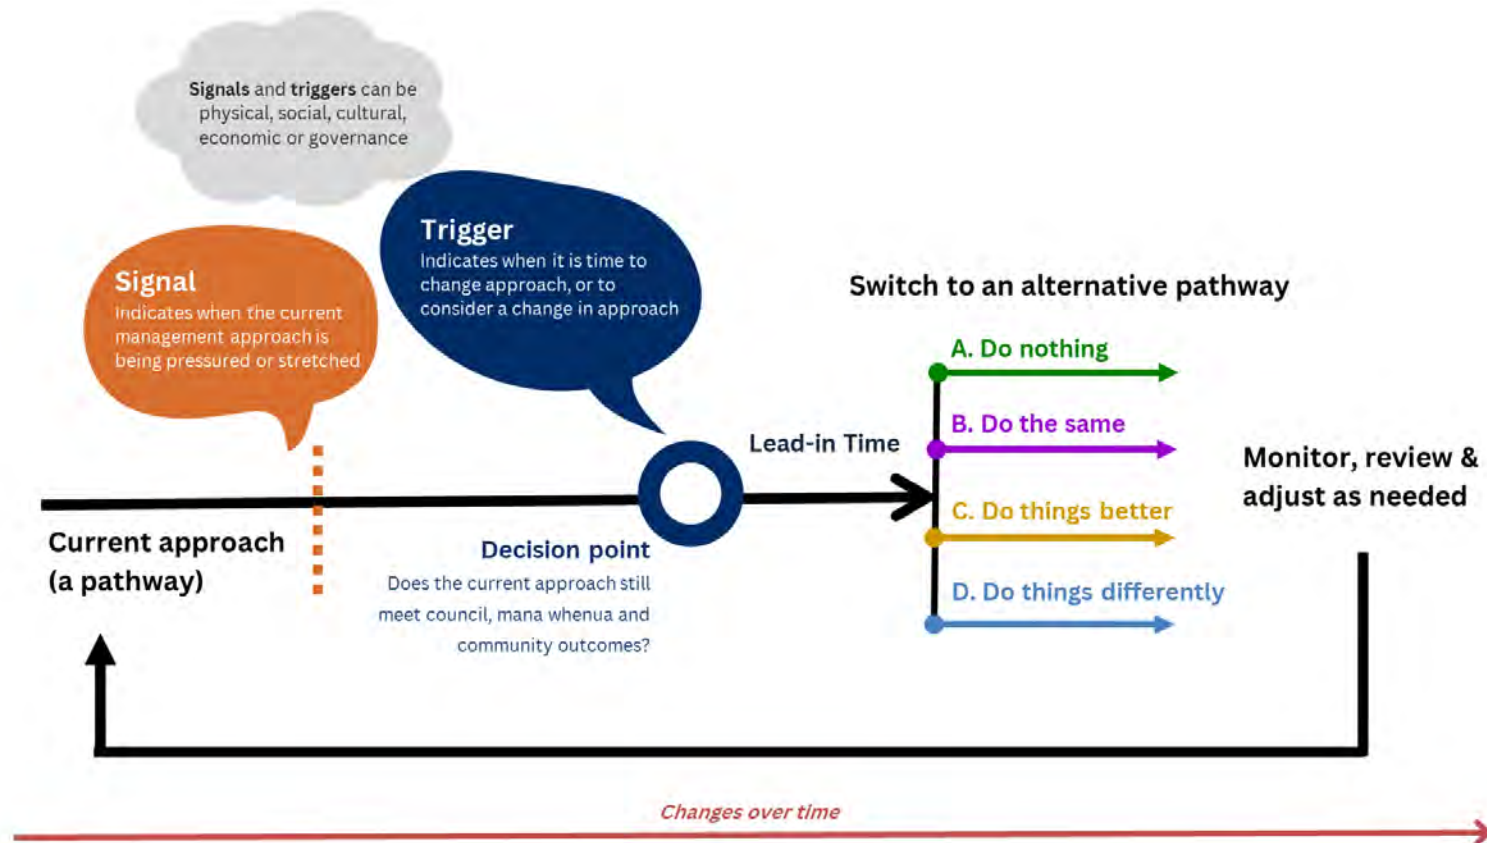 Signals and triggers can be
physical, social, cultural,
economic or governance
Signal
Indicates when the current
management approach is
being pressured or stretched
Trigger
Indicates when it is time to
change approach, or to
consider a change in approach
Current approach
(a pathway)
Decision point
Does the current approach still
meet council, mana whenua and
community outcomes?
Lead-in Time
Switch to an alternative pathway
A. Do nothing
B. Do the same
C. Do things better
D. Do things differently
Monitor, review &
adjust as needed
Changes over time